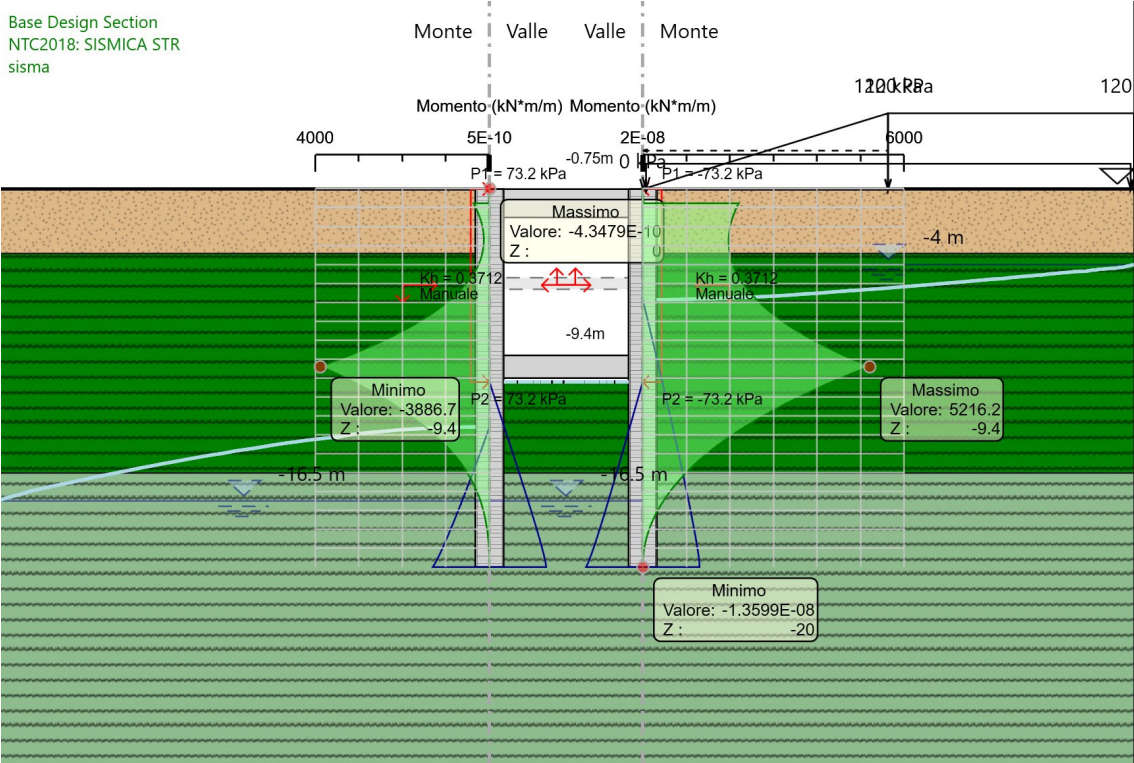 Base Design Section
NTC2018: SISMICA STR
sisma
Monte Valle Valle Monte
120 kPa
120
Momento (kN*m/m) Momento (kN*m/m)
4000 5E-10 2E-08 6000
-0.75m 0 kPa
P1 = 73.2 kPa P1 = -73.2 kPa
Massimo
Valore: -4.3479E-10
Z : 0
-4 m
Kh = 0.3712 Kh = 0.3712
Manuale Manuale
-9.4m
Minimo
Valore: -3886.7
Z : -9.4
Massimo
Valore: 5216.2
Z : -9.4
P2 = 73.2 kPa P2 = -73.2 kPa
-16.5 m -16.5 m
Minimo
Valore: -1.3599E-08
Z : -20